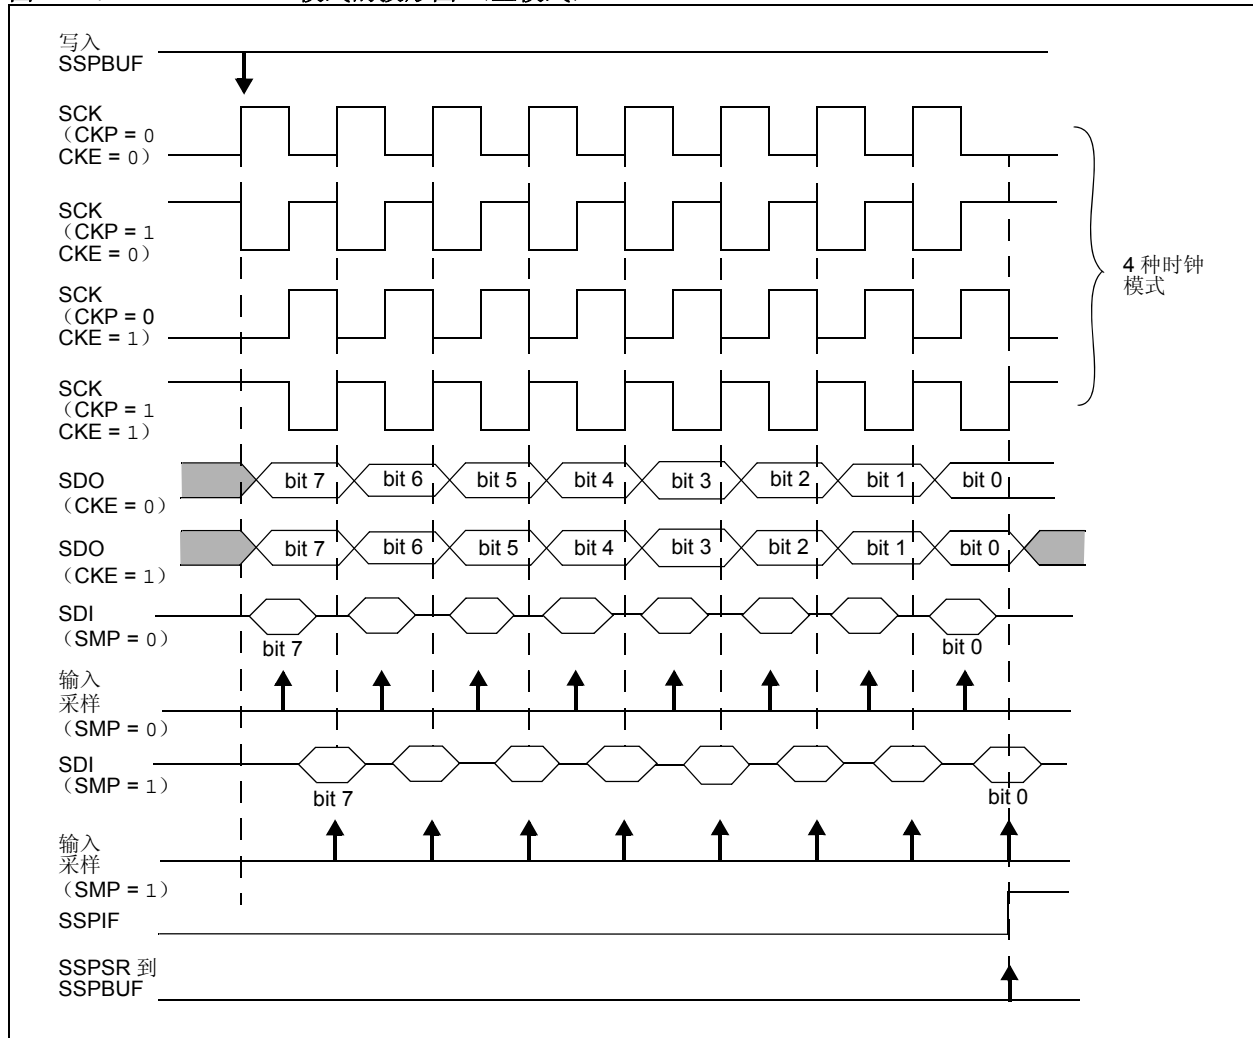 写入
SSPBUF
SCK
（CKP = 0
CKE = 0）
SCK
（CKP = 1
CKE = 0）
SCK
（CKP = 0
CKE = 1）
SCK
（CKP = 1
CKE = 1）
4 种时钟
模式
SDO
（CKE = 0）
bit 7 bit 6 bit 5 bit 4 bit 3 bit 2 bit 1 bit 0
SDO
（CKE = 1）
bit 7 bit 6 bit 5 bit 4 bit 3 bit 2 bit 1 bit 0
SDI
（SMP = 0）
bit 7 bit 0
输入
采样
（SMP = 0）
SDI
（SMP = 1）
bit 7 bit 0
输入
采样
（SMP = 1）
SSPIF
SSPSR 到
SSPBUF